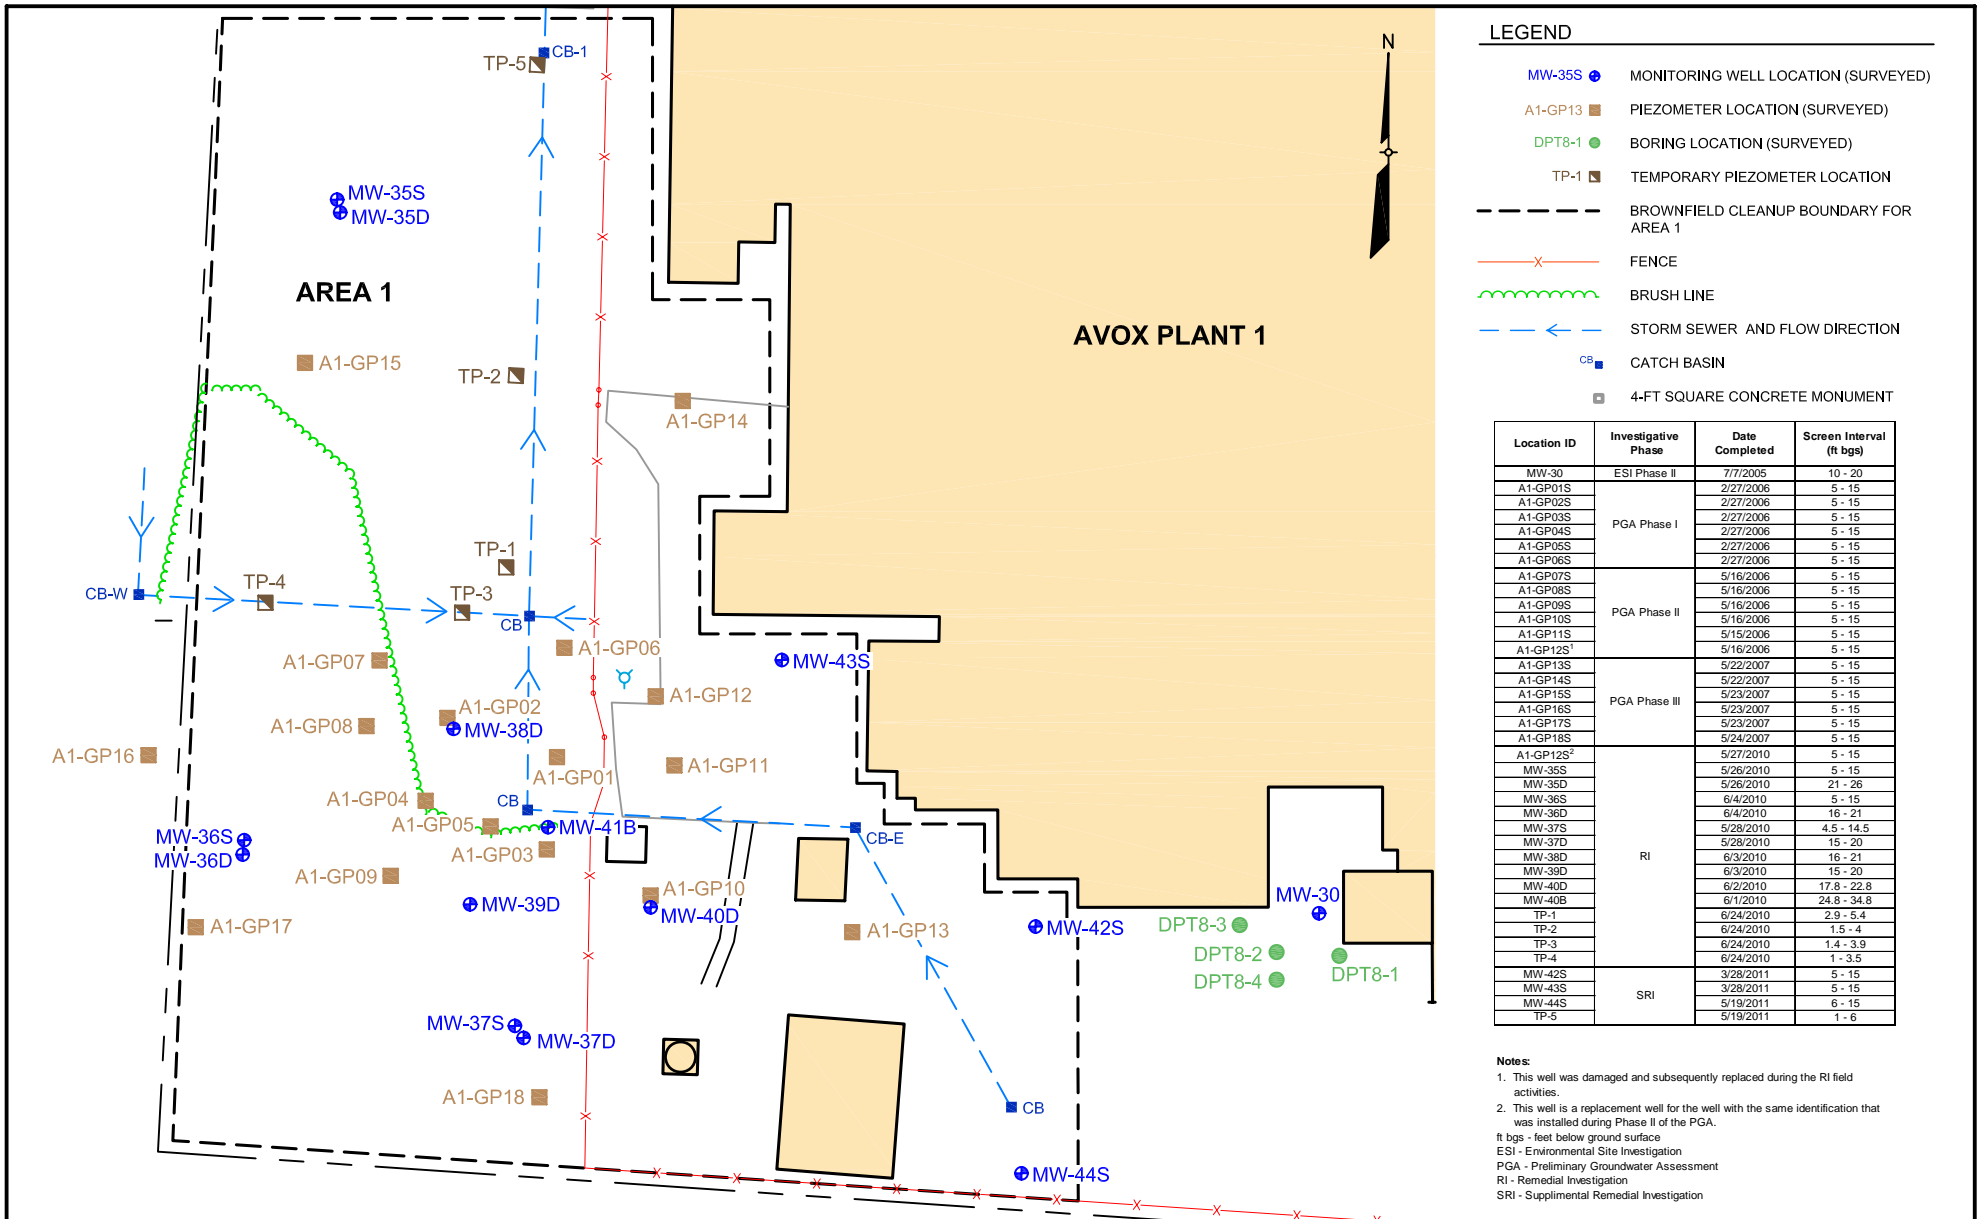 CB-1
TP-5
N
MW-35S
MW-35D
AREA 1
AVOX PLANT 1
A1-GP15
TP-2
A1-GP14
TP-1
TP-4
TP-3
CB-W
CB
A1-GP06
A1-GP07
MW-43S
A1-GP12
A1-GP02
A1-GP08
MW-38D
A1-GP16
A1-GP11
A1-GP01
A1-GP04
CB
A1-GP05
MW-41B
CB-E
MW-36S
A1-GP03
MW-36D
A1-GP09
A1-GP10
MW-30
MW-39D
MW-40D
A1-GP17
A1-GP13
MW-42S
DPT8-3
DPT8-2
DPT8-1
DPT8-4
MW-37S
MW-37D
A1-GP18
CB
MW-44S
LEGEND
MW-35S MONITORING WELL LOCATION (SURVEYED)
A1-GP13 PIEZOMETER LOCATION (SURVEYED)
DPT8-1 BORING LOCATION (SURVEYED)
TP-1 TEMPORARY PIEZOMETER LOCATION
BROWNFIELD CLEANUP BOUNDARY FOR
AREA 1
X FENCE
BRUSH LINE
STORM SEWER AND FLOW DIRECTION
CB CATCH BASIN
4-FT SQUARE CONCRETE MONUMENT
Location ID Investigative Phase Date Completed Screen Interval (ft bgs)
MW-30 ESI Phase II 7/7/2005 10 - 20
A1-GP01S 2/27/2006 5 - 15
A1-GP02S 2/27/2006 5 - 15
A1-GP03S 2/27/2006 5 - 15
PGA Phase I
A1-GP04S 2/27/2006 5 - 15
A1-GP05S 2/27/2006 5 - 15
A1-GP06S 2/27/2006 5 - 15
A1-GP07S 5/16/2006 5 - 15
A1-GP08S 5/16/2006 5 - 15
A1-GP09S 5/16/2006 5 - 15
PGA Phase II
A1-GP10S 5/16/2006 5 - 15
A1-GP11S 5/15/2006 5 - 15
A1-GP12S1 5/16/2006 5 - 15
A1-GP13S 5/22/2007 5 - 15
A1-GP14S 5/22/2007 5 - 15
A1-GP15S 5/23/2007 5 - 15
PGA Phase III
A1-GP16S 5/23/2007 5 - 15
A1-GP17S 5/23/2007 5 - 15
A1-GP18S 5/24/2007 5 - 15
A1-GP12S2 5/27/2010 5 - 15
MW-35S 5/26/2010 5 - 15
MW-35D 5/26/2010 21 - 26
MW-36S 6/4/2010 5 - 15
MW-36D 6/4/2010 16 - 21
MW-37S 5/28/2010 4.5 - 14.5
MW-37D 5/28/2010 15 - 20
MW-38D RI 6/3/2010 16 - 21
MW-39D 6/3/2010 15 - 20
MW-40D 6/2/2010 17.8 - 22.8
MW-40B 6/1/2010 24.8 - 34.8
TP-1 6/24/2010 2.9 - 5.4
TP-2 6/24/2010 1.5 - 4
TP-3 6/24/2010 1.4 - 3.9
TP-4 6/24/2010 1 - 3.5
MW-42S 3/28/2011 5 - 15
MW-43S 3/28/2011 5 - 15
SRI
MW-44S 5/19/2011 6 - 15
TP-5 5/19/2011 1 - 6
Notes:
1. This well was damaged and subsequently replaced during the RI field
activities.
2. This well is a replacement well for the well with the same identification that
was installed during Phase II of the PGA.
ft bgs - feet below ground surface
ESI - Environmental Site Investigation
PGA - Preliminary Groundwater Assessment
RI - Remedial Investigation
SRI - Supplimental Remedial Investigation